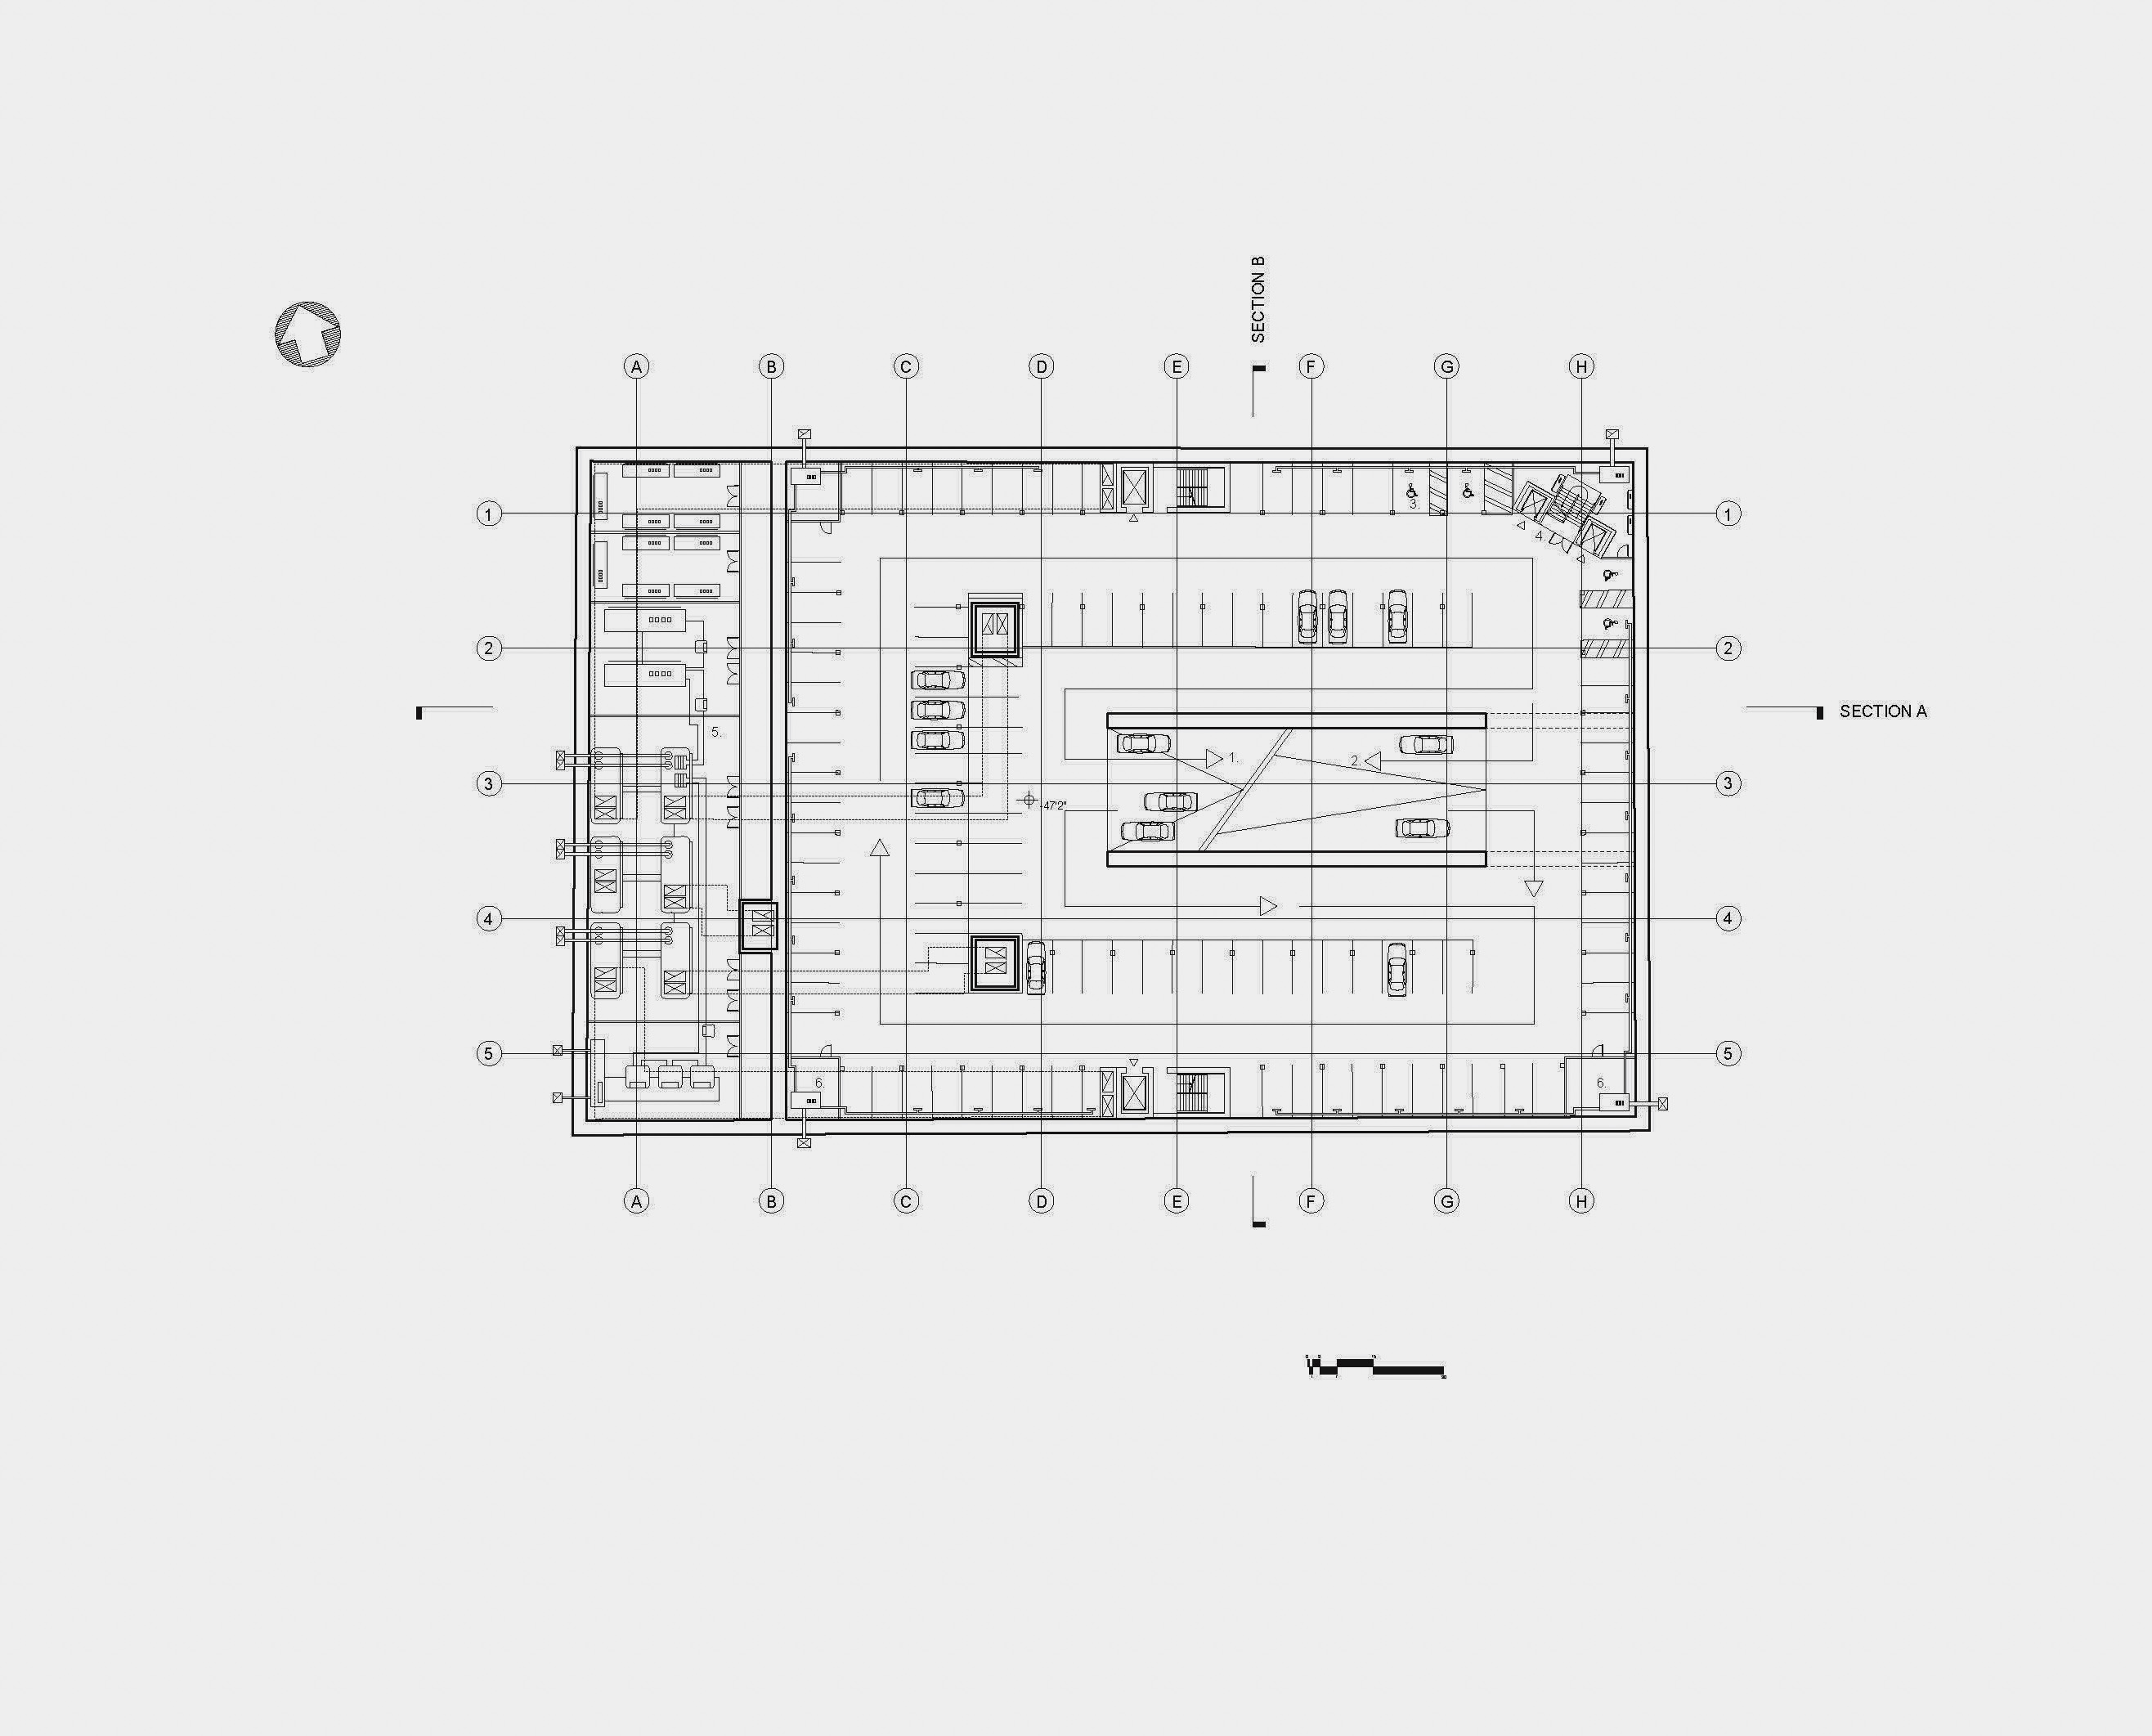 SECTION B
A B C D E F G H
1 1
3.
4.
2 2
SECTION A
5.
1. 2.
3 3
-47'2"
4 4
5 5
6. 6.
A B C D E F G H